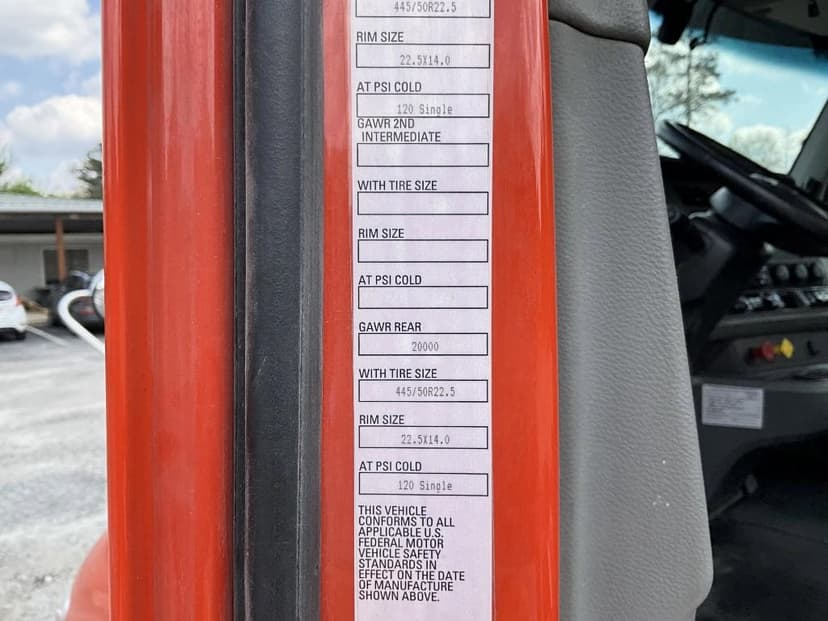 445/50R22.5
RIM SIZE
22.5X14.0
AT PSI COLD
120 Single
GAWR 2ND
INTERMEDIATE
WITH TIRE SIZE
RIM SIZE
AT PSI COLD
GAWR REAR
20000
WITH TIRE SIZE
445/50R22.5
RIM SIZE
22.5X14.0
AT PSI COLD
120 Single
THIS VEHICLE
CONFORMS TO ALL
APPLICABLE U.S.
FEDERAL MOTOR
VEHICLE SAFETY
STANDARDS IN
EFFECT ON THE DATE
OF MANUFACTURE
SHOWN ABOVE.